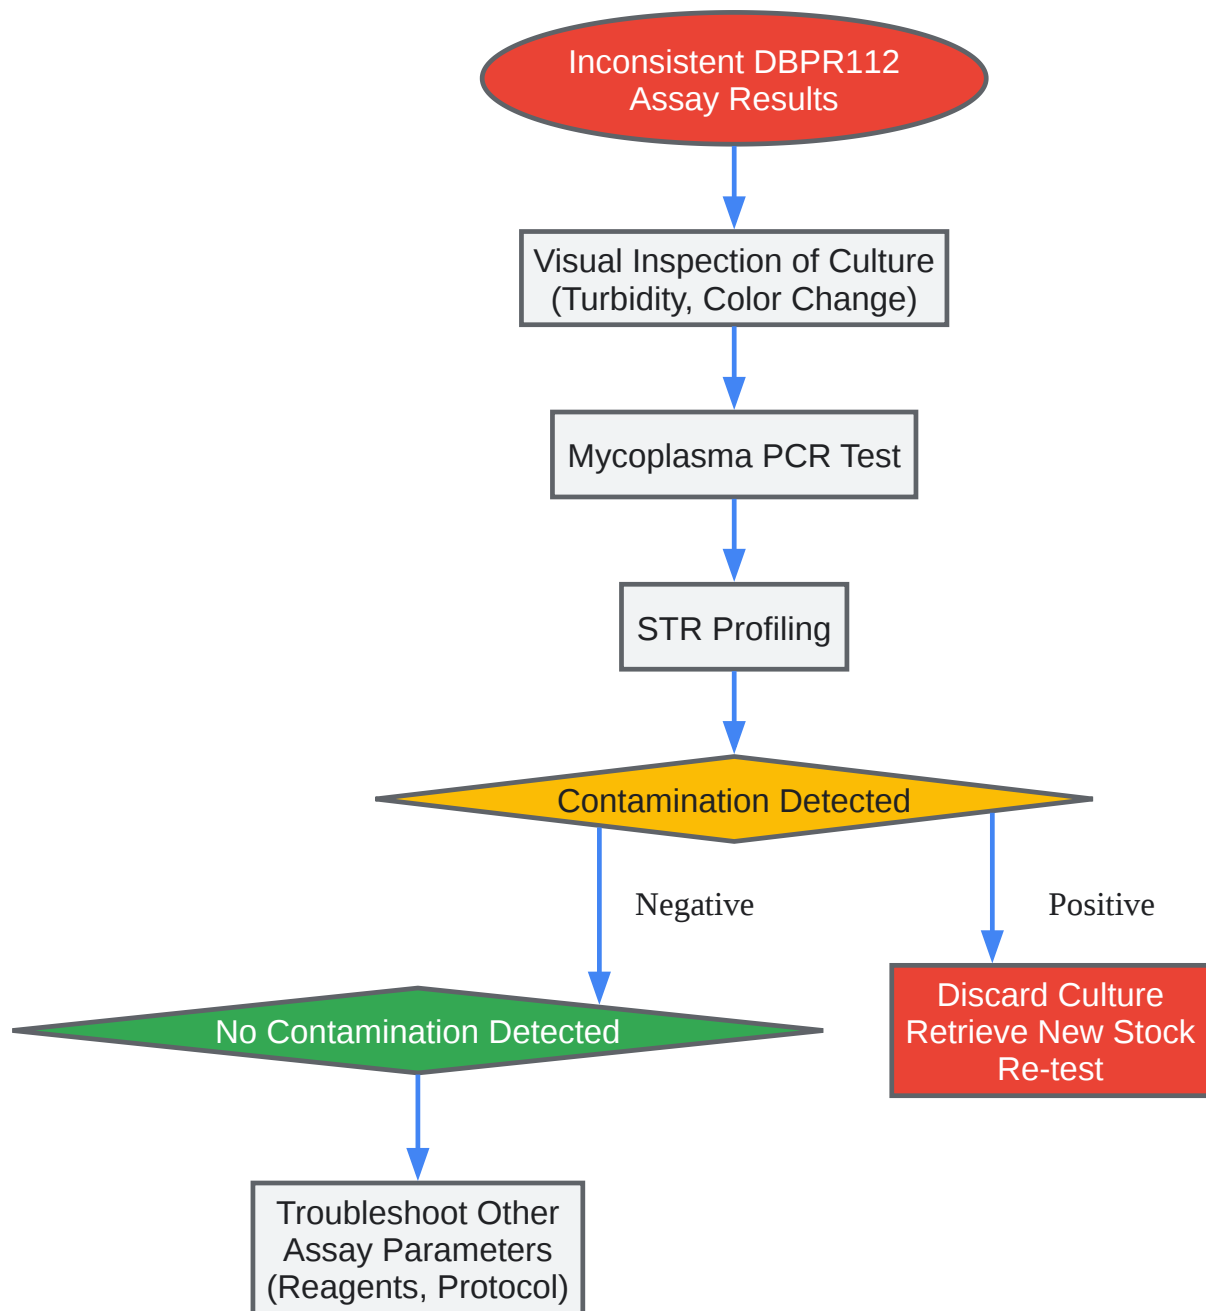 Inconsistent DBPR112
Assay Results
Visual Inspection of Culture
(Turbidity, Color Change)
Mycoplasma PCR Test
STR Profiling
Contamination Detected
Negative
Positive
No Contamination Detected
Discard Culture
Retrieve New Stock
Re-test
Troubleshoot Other
Assay Parameters
(Reagents, Protocol)